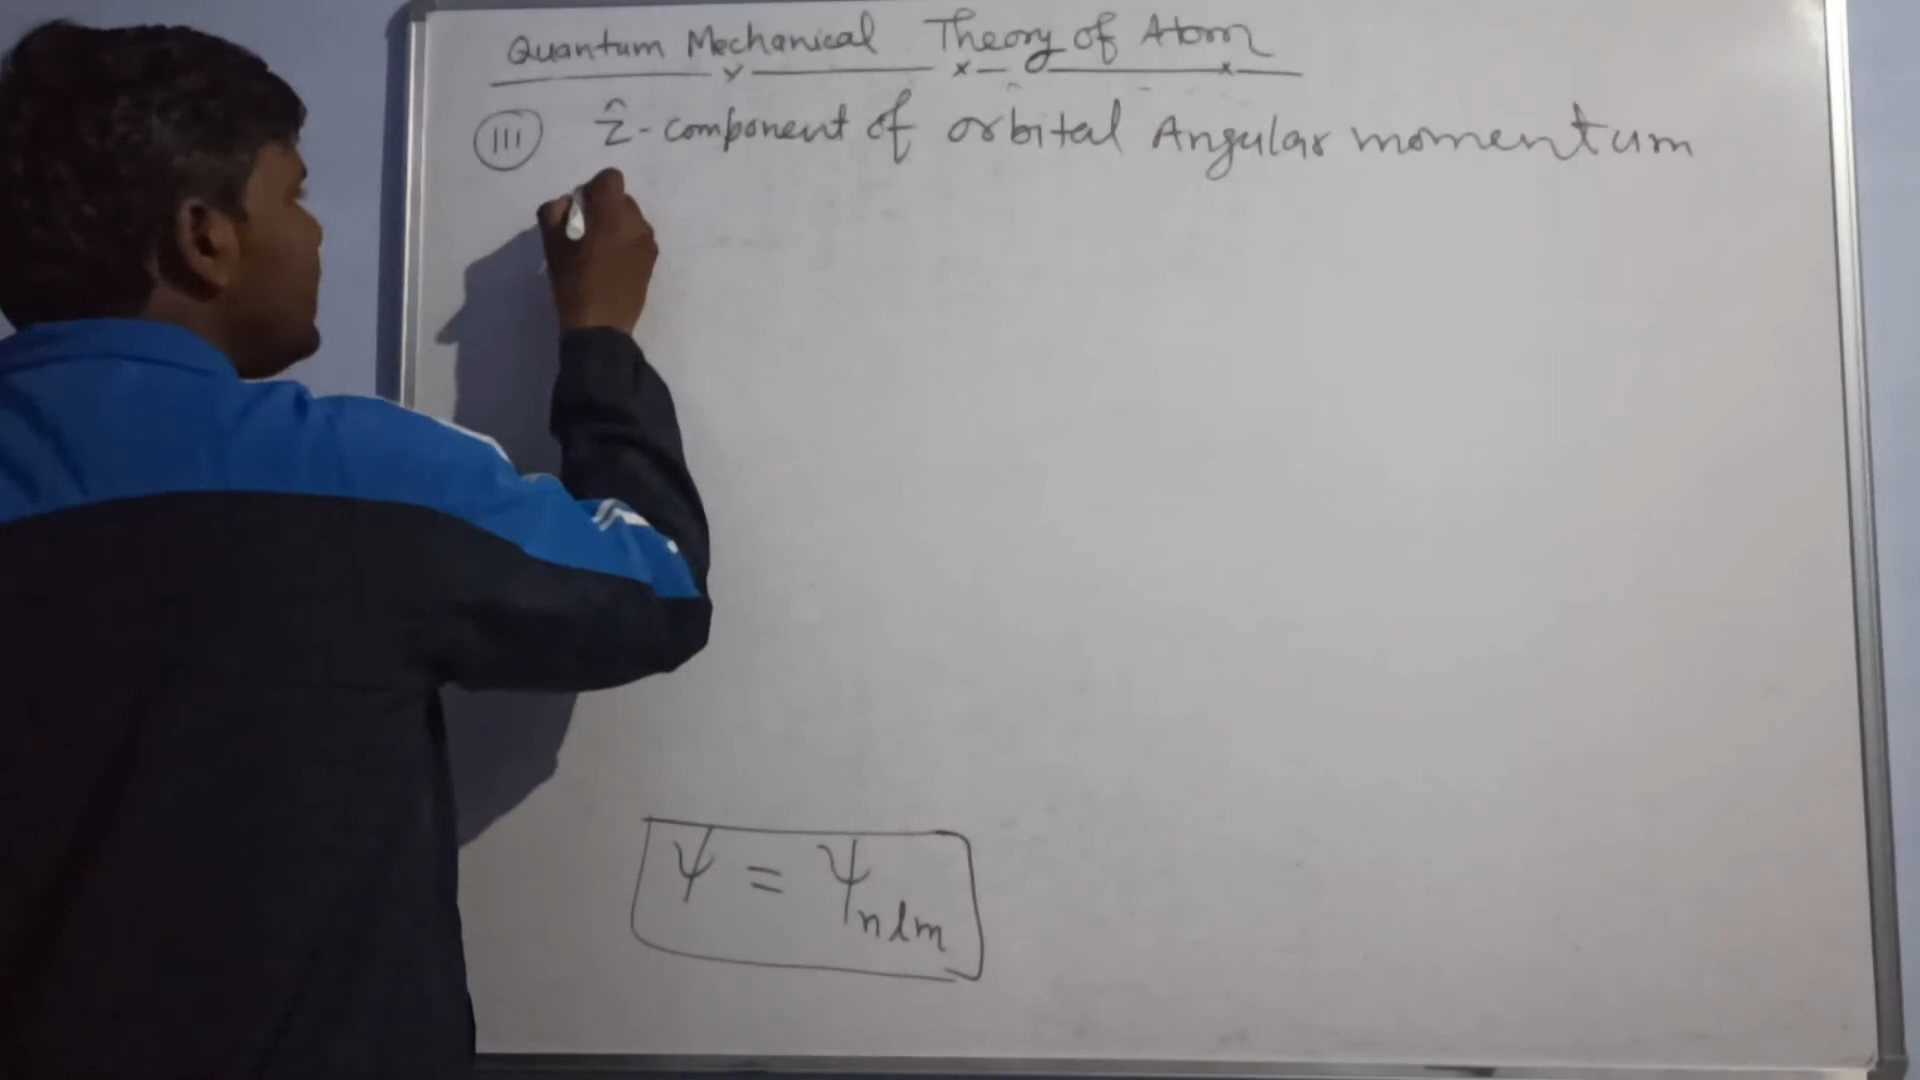 Quantum Mechanical Theory of Atom
III ẑ-component of orbital Angular momentum
Ψ = Ψnlm